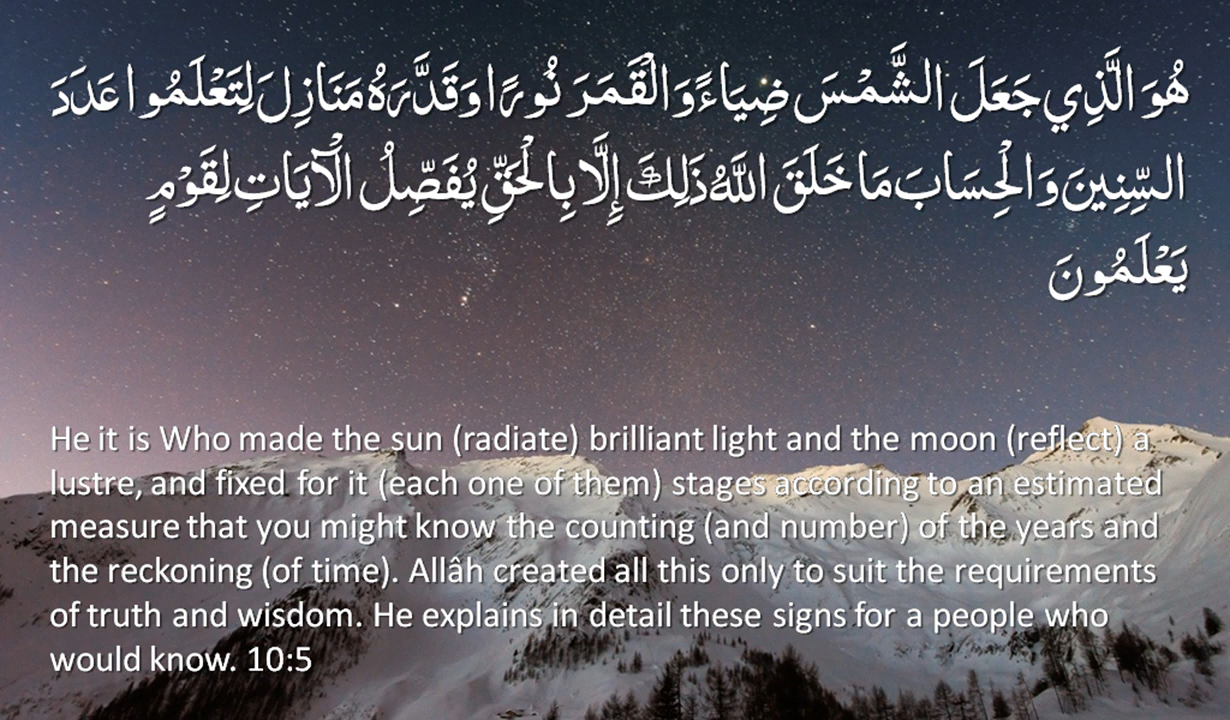 هُوَ الَّذِي جَعَلَ الشَّمْسَ ضِيَاءً وَالْقَمَرَ نُورًا وَقَدَّرَهُ مَنَازِلَ لِتَعْلَمُوا عَدَدَ
السِّنِينَ وَالْحِسَابَ مَا خَلَقَ اللَّهُ ذَلِكَ إِلَّا بِالْحَقِّ يُفَصِّلُ الْآيَاتِ لِقَوْمٍ
يَعْلَمُونَ
He it is Who made the sun (radiate) brilliant light and the moon (reflect) a
lustre, and fixed for it (each one of them) stages according to an estimated
measure that you might know the counting (and number) of the years and
the reckoning (of time). Allâh created all this only to suit the requirements
of truth and wisdom. He explains in detail these signs for a people who
would know. 10:5